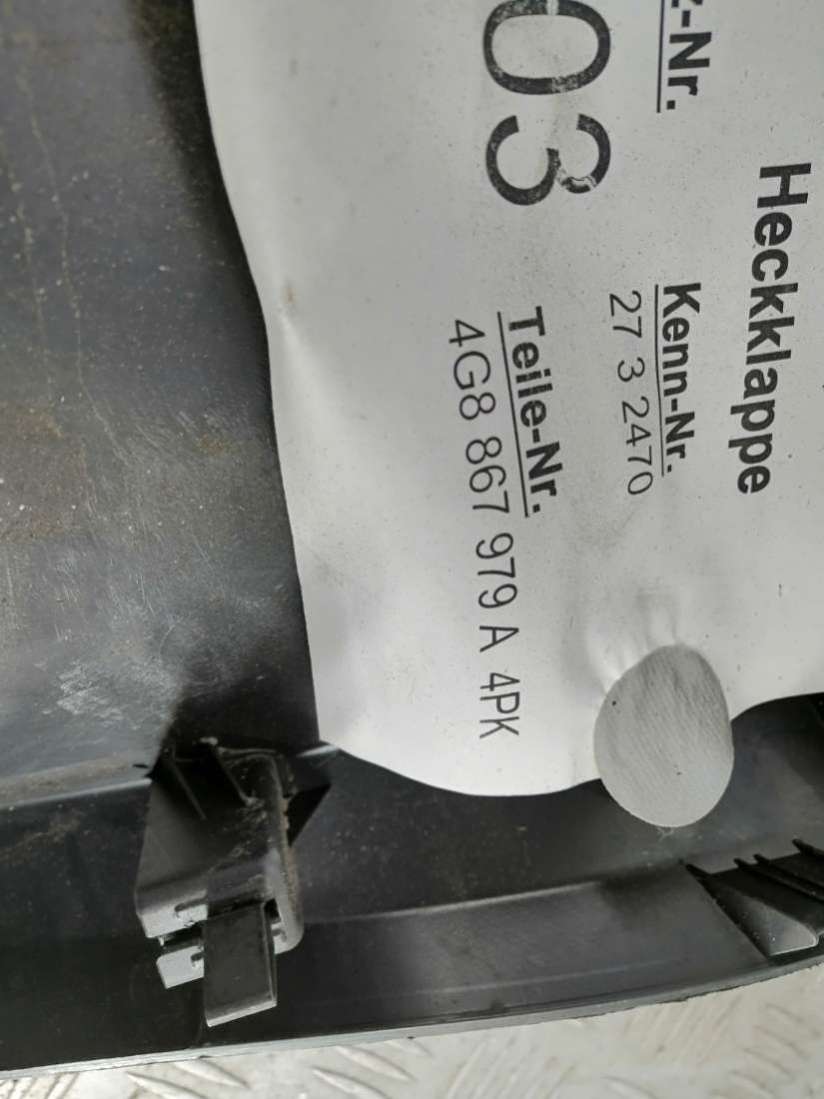 Heckklappe
z-Nr.
03
Kenn-Nr.
27 3 2470
Teile-Nr.
4G8 867 979 A 4PK